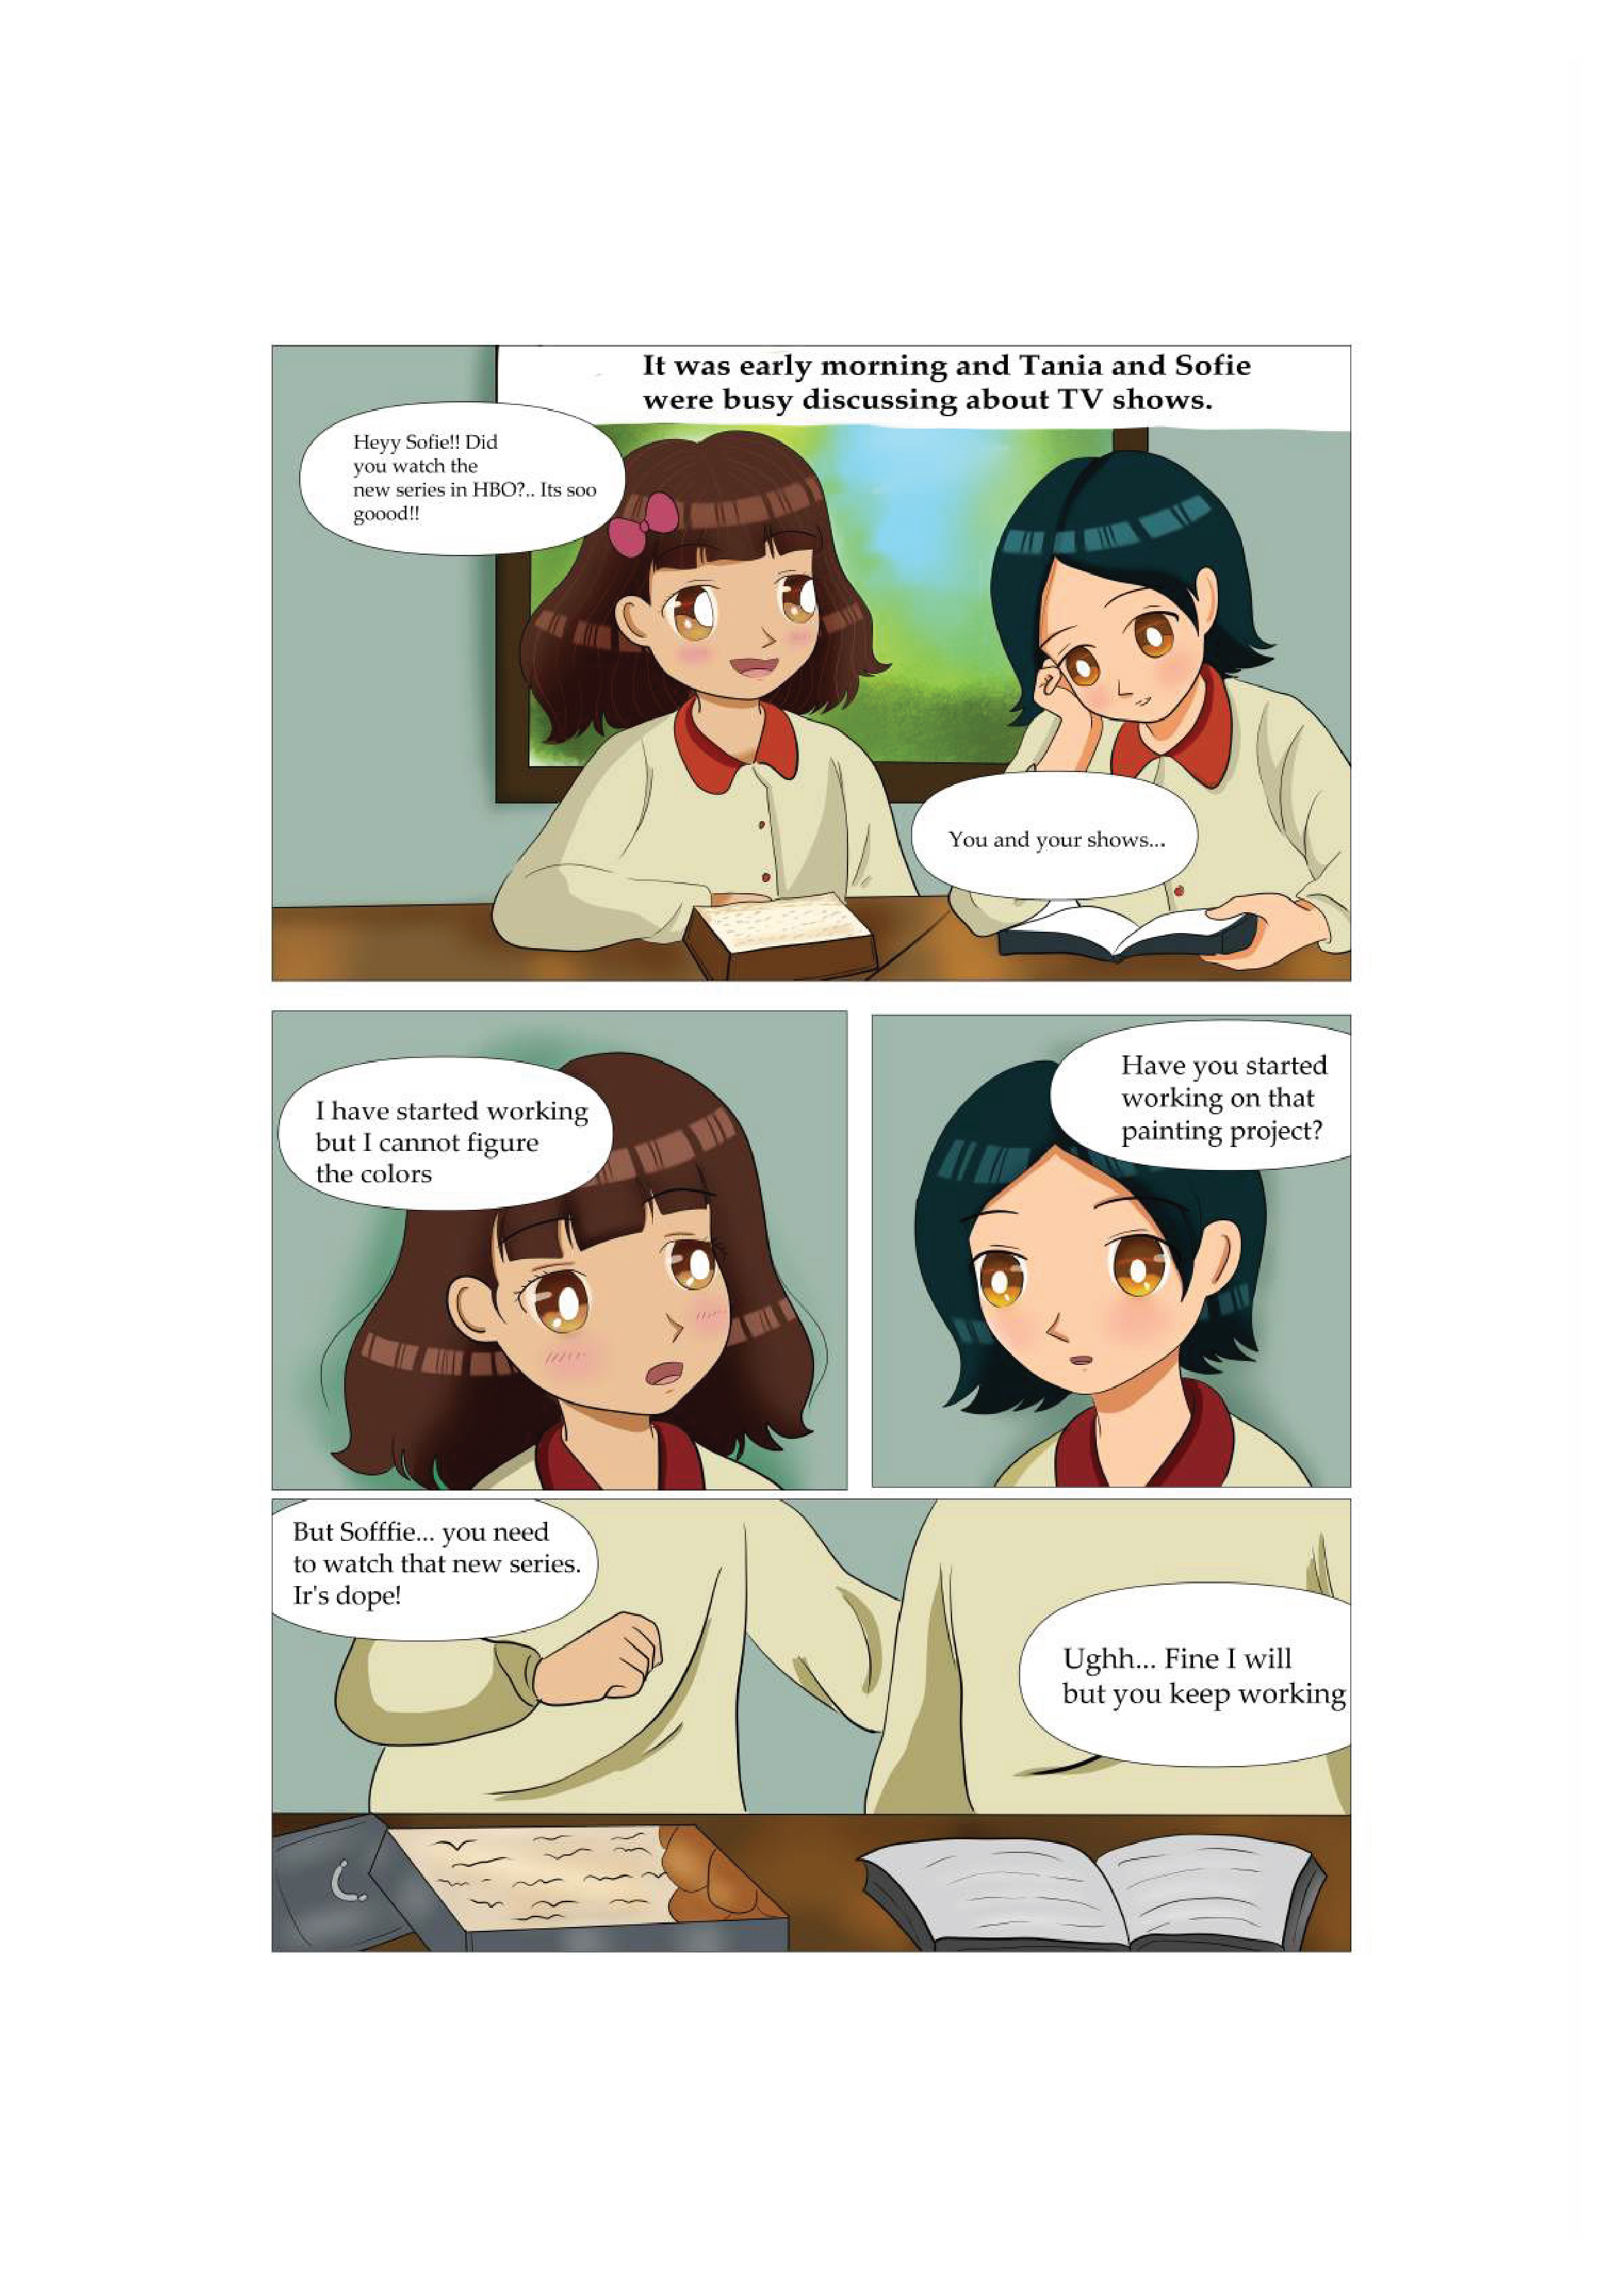 It was early morning and Tania and Sofie
were busy discussing about TV shows.
Heyy Sofie!! Did
you watch the
new series in HBO?.. Its soo
goood!!
You and your shows...
I have started working
but I cannot figure
the colors
Have you started
working on that
painting project?
But Sofffie... you need
to watch that new series.
Ir's dope!
Ughh... Fine I will
but you keep working